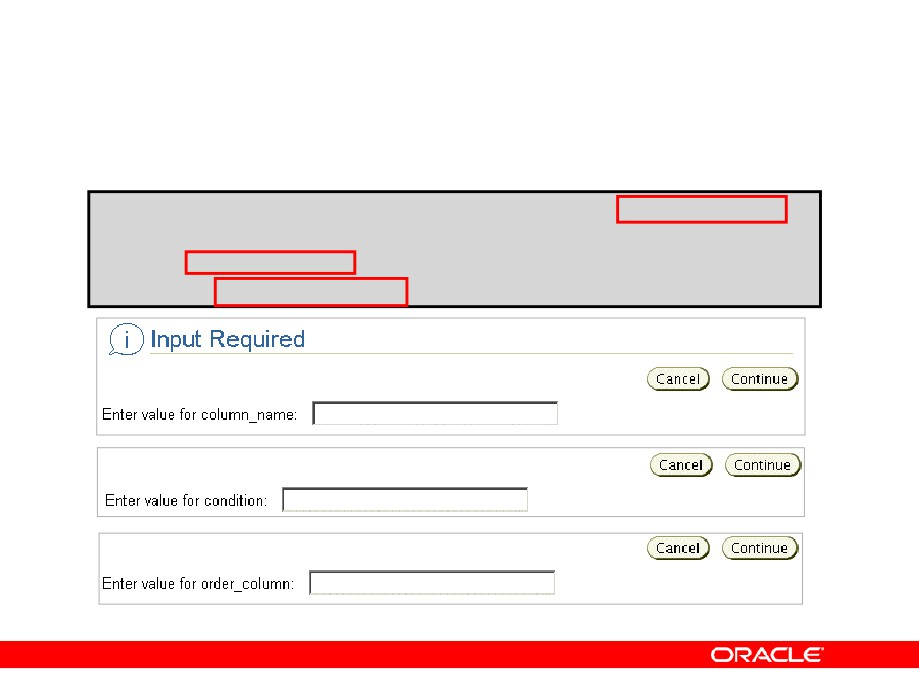 i Input Required
Cancel Continue
Enter value for column_name:
Cancel Continue
Enter value for condition:
Cancel Continue
Enter value for order_column:
ORACLE